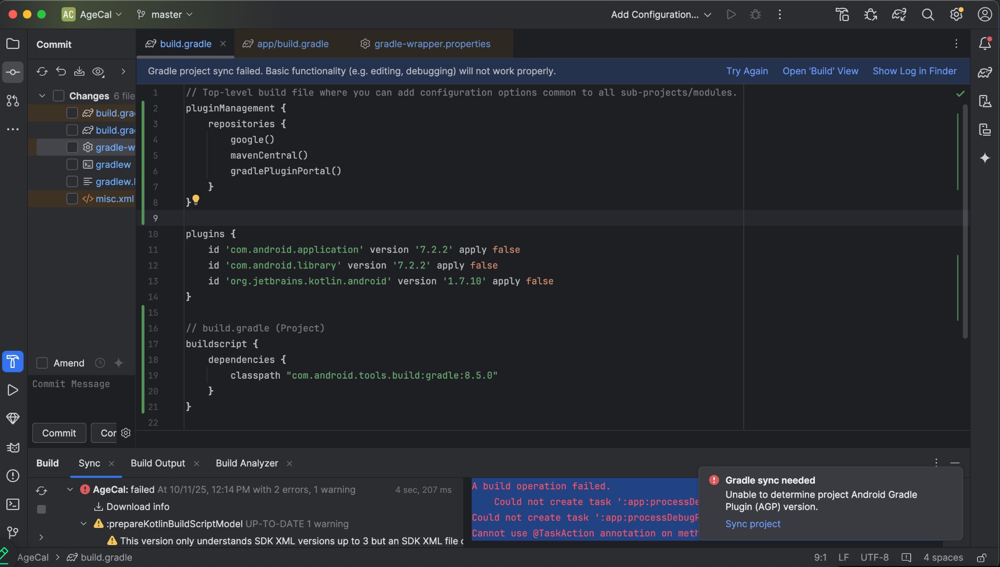 AC AgeCal master Add Configuration...
Commit
build.gradle app/build.gradle gradle-wrapper.properties
Gradle project sync failed. Basic functionality (e.g. editing, debugging) will not work properly. Try Again Open 'Build' View Show Log in Finder
Changes 6 file
build.gra
build.gra
gradle-w
gradlew
gradlew.
misc.xml
Amend
Commit Message
Commit Cor
1 // Top-level build file where you can add configuration options common to all sub-projects/modules.
2 pluginManagement {
3 repositories {
4 google()
5 mavenCentral()
6 gradlePluginPortal()
7 }
8 }
9
10 plugins {
11 id 'com.android.application' version '7.2.2' apply false
12 id 'com.android.library' version '7.2.2' apply false
13 id 'org.jetbrains.kotlin.android' version '1.7.10' apply false
14 }
15
16 // build.gradle (Project)
17 buildscript {
18 dependencies {
19 classpath "com.android.tools.build:gradle:8.5.0"
20 }
21 }
22
Build Sync Build Output Build Analyzer
AgeCal: failed At 10/11/25, 12:14 PM with 2 errors, 1 warning 4 sec, 207 ms
Download info
:prepareKotlinBuildScriptModel UP-TO-DATE 1 warning
This version only understands SDK XML versions up to 3 but an SDK XML file
A build operation failed.
Could not create task ':app:processDe
Could not create task ':app:processDebugR
Cannot use @TaskAction annotation on meth
Gradle sync needed
Unable to determine project Android Gradle
Plugin (AGP) version.
Sync project
AgeCal > build.gradle 9:1 LF UTF-8 4 spaces